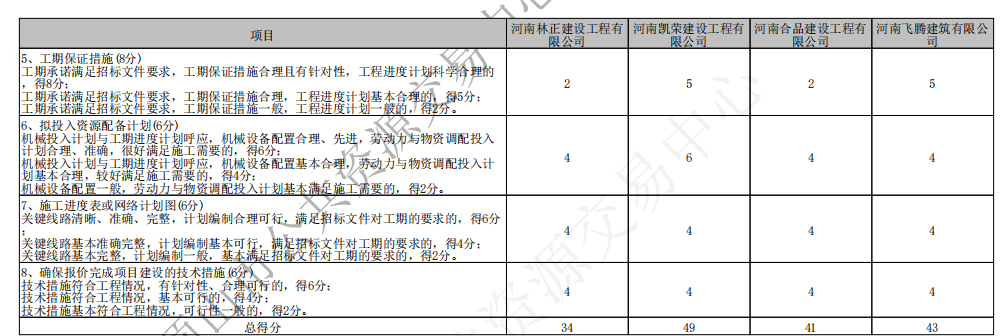 项目 河南林正建设工程有限公司 河南凯荣建设工程有限公司 河南合品建设工程有限公司 河南飞腾建筑有限公司
5、工期保证措施(8分)
工期承诺满足招标文件要求，工期保证措施合理且有针对性，工程进度计划科学合理的
，得8分；
工期承诺满足招标文件要求，工期保证措施合理，工程进度计划基本合理的，得5分；
工期承诺满足招标文件要求，工期保证措施一般，工程进度计划一般的，得2分。
2 5 2 5
6、拟投入资源配备计划(6分)
机械投入计划与工期进度计划呼应，机械设备配置合理、先进，劳动力与物资调配投入
计划合理、准确，很好满足施工需要的，得6分；
机械投入计划与工期进度计划呼应，机械设备配置基本合理，劳动力与物资调配投入计
划基本合理，较好满足施工需要的，得4分；
机械设备配置一般，劳动力与物资调配投入计划基本满足施工需要的，得2分。
4 6 4 4
7、施工进度表或网络计划图(6分)
关键线路清晰、准确、完整，计划编制合理可行，满足招标文件对工期的要求的，得6分
；
关键线路基本准确完整，计划编制基本可行，满足招标文件对工期的要求的，得4分；
关键线路基本完整，计划编制一般，基本满足招标文件对工期的要求的，得2分。
4 4 4 4
8、确保报价完成项目建设的技术措施(6分)
技术措施符合工程情况，有针对性、合理可行的，得6分；
技术措施符合工程情况，基本可行的，得4分；
技术措施基本符合工程情况，可行性一般的，得2分。
4 4 4 4
总得分 34 49 41 43
市公共资源交易中心
资源交易中心